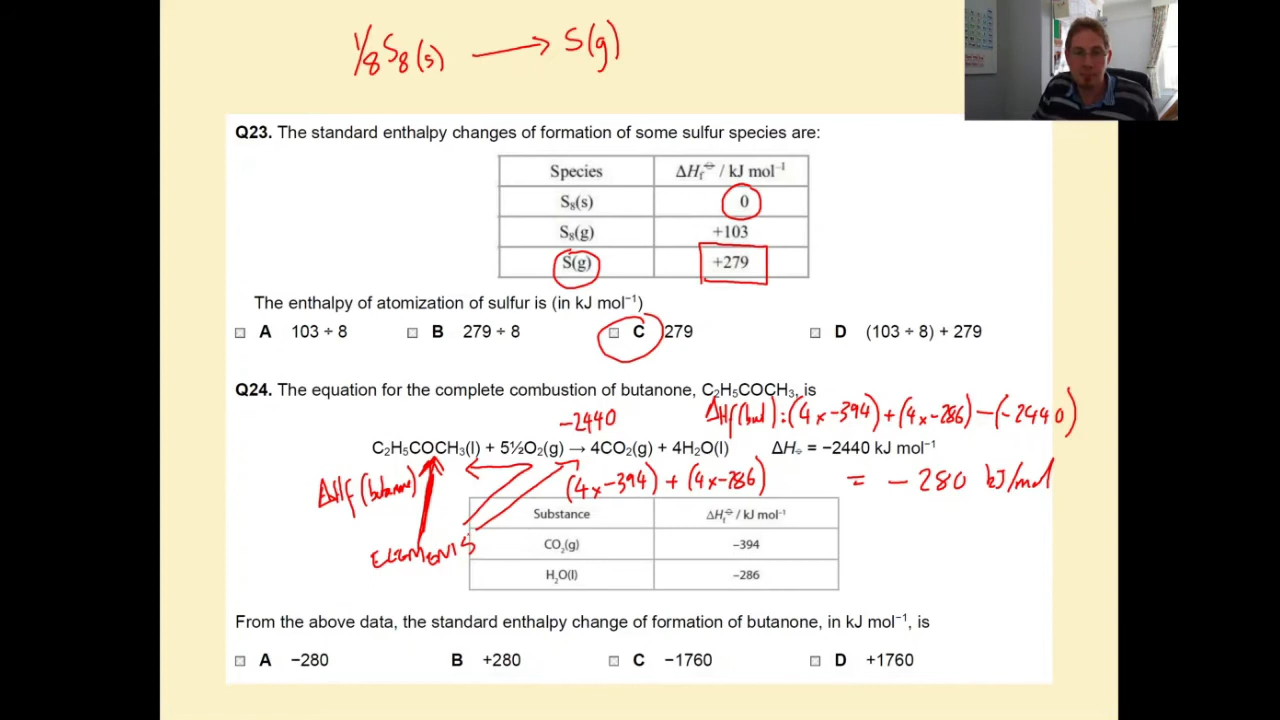 1/8 S8(s) → S(g)
Q23. The standard enthalpy changes of formation of some sulfur species are:
Species ΔHf⦵ / kJ mol⁻¹
S₈(s) 0
S₈(g) +103
S(g) +279
The enthalpy of atomization of sulfur is (in kJ mol⁻¹)
A 103 ÷ 8 B 279 ÷ 8 C 279 D (103 ÷ 8) + 279
Q24. The equation for the complete combustion of butanone, C₂H₅COCH₃, is
ΔHf(but) : (4x-394)+(4x-286)-(-2440)
-2440
C₂H₅COCH₃(l) + 5½O₂(g) → 4CO₂(g) + 4H₂O(l) ΔH⦵ = −2440 kJ mol⁻¹
ΔHf (butanone) (4x-394) + (4x-286) = -280 kJ/mol
ELEMENTS
Substance ΔHf⦵ / kJ mol⁻¹
CO₂(g) −394
H₂O(l) −286
From the above data, the standard enthalpy change of formation of butanone, in kJ mol⁻¹, is
A −280 B +280 C −1760 D +1760